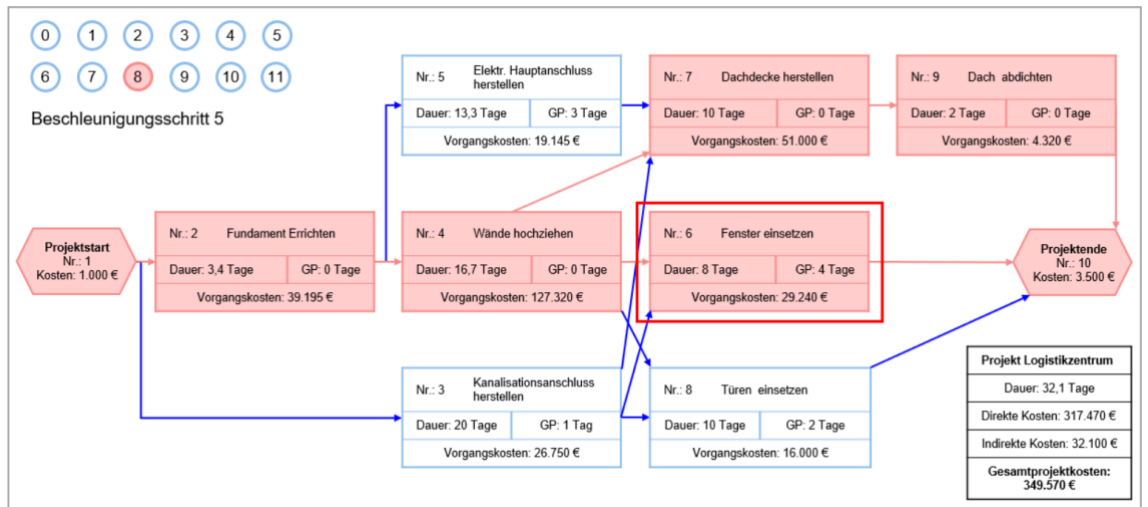 0 1 2 3 4 5
6 7 8 9 10 11
Beschleunigungsschritt 5
Nr.: 5 Elektr. Hauptanschluss
herstellen
Dauer: 13,3 Tage GP: 3 Tage
Vorgangskosten: 19.145 €
Nr.: 7 Dachdecke herstellen
Dauer: 10 Tage GP: 0 Tage
Vorgangskosten: 51.000 €
Nr.: 9 Dach abdichten
Dauer: 2 Tage GP: 0 Tage
Vorgangskosten: 4.320 €
Projektstart
Nr.: 1
Kosten: 1.000 €
Nr.: 2 Fundament Errichten
Dauer: 3,4 Tage GP: 0 Tage
Vorgangskosten: 39.195 €
Nr.: 4 Wände hochziehen
Dauer: 16,7 Tage GP: 0 Tage
Vorgangskosten: 127.320 €
Nr.: 6 Fenster einsetzen
Dauer: 8 Tage GP: 4 Tage
Vorgangskosten: 29.240 €
Projektende
Nr.: 10
Kosten: 3.500 €
Nr.: 3 Kanalisationsanschluss
herstellen
Dauer: 20 Tage GP: 1 Tag
Vorgangskosten: 26.750 €
Nr.: 8 Türen einsetzen
Dauer: 10 Tage GP: 2 Tage
Vorgangskosten: 16.000 €
Projekt Logistikzentrum
Dauer: 32,1 Tage
Direkte Kosten: 317.470 €
Indirekte Kosten: 32.100 €
Gesamtprojektkosten:
349.570 €